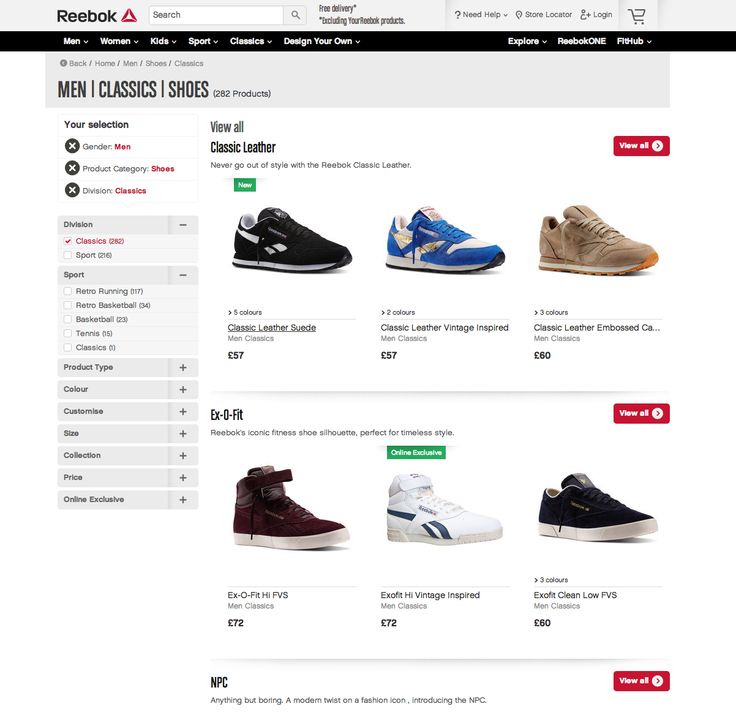 Reebok
Search
Free delivery*
*Excluding YourReebok products.
Need Help
Store Locator
Login
Men
Women
Kids
Sport
Classics
Design Your Own
Explore
ReebokONE
FitHub
Back / Home / Men / Shoes / Classics
MEN | CLASSICS | SHOES (282 Products)
Your selection
Gender: Men
Product Category: Shoes
Division: Classics
Division
Classics (282)
Sport (216)
Sport
Retro Running (117)
Retro Basketball (34)
Basketball (23)
Tennis (15)
Classics (1)
Product Type
Colour
Customise
Size
Collection
Price
Online Exclusive
View all
Classic Leather
View all
Never go out of style with the Reebok Classic Leather.
New
5 colours
Classic Leather Suede
Men Classics
£57
2 colours
Classic Leather Vintage Inspired
Men Classics
£57
3 colours
Classic Leather Embossed Ca...
Men Classics
£60
Ex-O-Fit
View all
Reebok's iconic fitness shoe silhouette, perfect for timeless style.
Online Exclusive
Reebok
Ex-O-Fit Hi FVS
Men Classics
£72
Exofit Hi Vintage Inspired
Men Classics
£72
3 colours
Exofit Clean Low FVS
Men Classics
£60
NPC
View all
Anything but boring. A modern twist on a fashion icon , introducing the NPC.